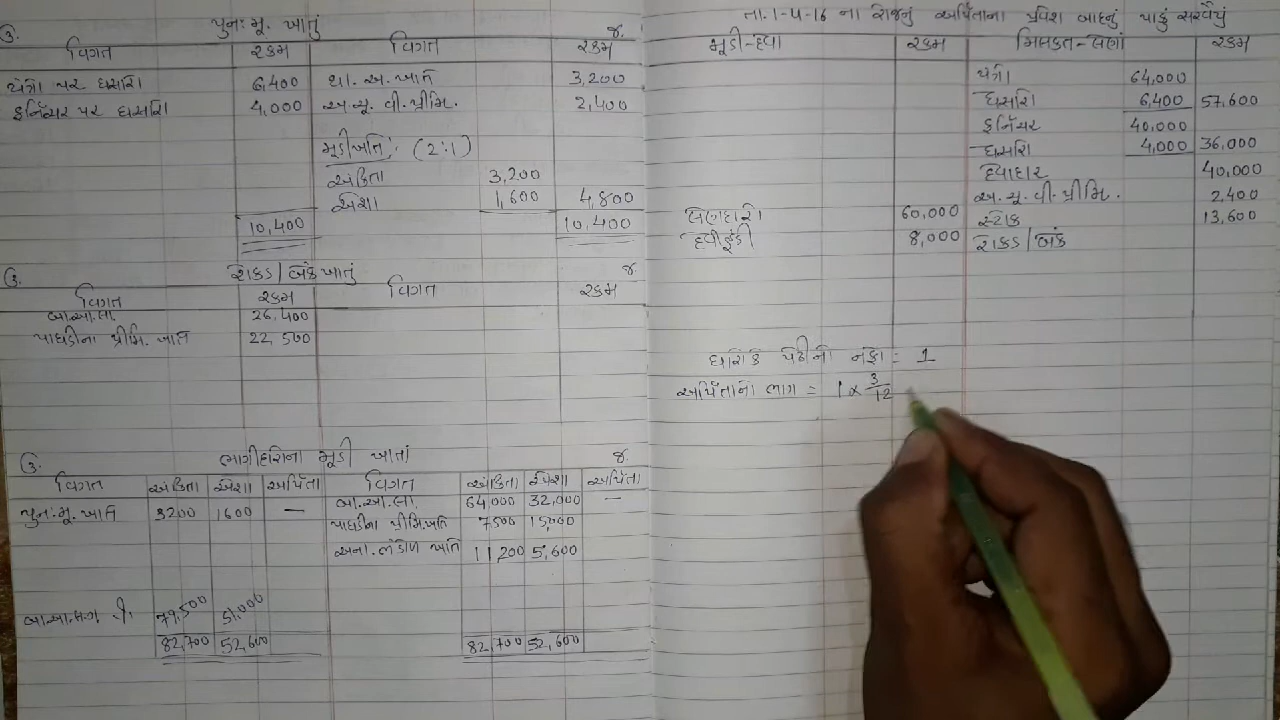 ઉ. પુનઃમૂ. ખાતું જ.
વિગત રકમ વિગત રકમ
યંત્રો પર ઘસારો 6,400 ઘા. અ. ખાતે 3,200
ફર્નિચર પર ઘસારો 4,000 અ.ચૂ. વી. પ્રીમિ. 2,400
મૂડીખાતે: (2:1)
અંકિતા 3,200
1,600 4,800
10,400 10,400
ઉ. રોકડ/બેંક ખાતું જ.
વિગત રકમ વિગત રકમ
બા.આ.લા. 26,400
પાઘડીના પ્રીમિ. ખાતે 22,500
ઉ. ભાગીદારોના મૂડી ખાતાં જ.
વિગત અંકિતા અર્પિતા વિગત અંકિતા અર્પિતા
પુનઃમૂ. ખાતે 3200 1600 — બા.આ.લા. 64,000 32,000 —
પાઘડીના પ્રીમિ.ખાતે 7500 15,000
અના. ભંડોળ ખાતે 11,200 5,600
79,500 51,000
82,700 52,600 82,700 52,600
તા.1-4-16 ના રોજનું અર્પિતાના પ્રવેશ બાદનું પાકું સરવૈયું
મૂડી-દેવા રકમ મિલકત-લેણાં રકમ
યંત્રો 64,000
ઘસારો 6,400 57,600
ફર્નિચર 40,000
ઘસારો 4,000 36,000
દેવાદાર 40,000
અ.ચૂ. વી. પ્રીમિ. 2,400
લેણદારો 60,000 સ્ટોક 13,600
દેવીહૂંડી 8,000 રોકડ/બેંક
ધારો કે પેઢીનો નફો = 1
અર્પિતાનો ભાગ = 1 × 3/12